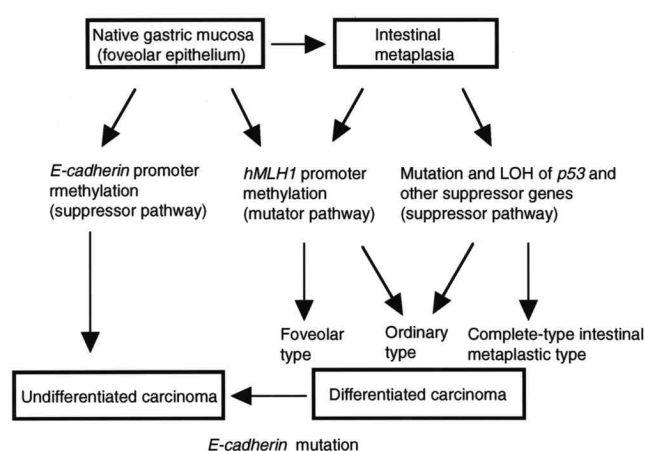 Native gastric mucosa
(foveolar epithelium)
Intestinal
metaplasia
E-cadherin promoter
rmethylation
(suppressor pathway)
hMLH1 promoter
methylation
(mutator pathway)
Mutation and LOH of p53 and
other suppressor genes
(suppressor pathway)
Foveolar
type
Ordinary
type
Complete-type intestinal
metaplastic type
Undifferentiated carcinoma
Differentiated carcinoma
E-cadherin mutation